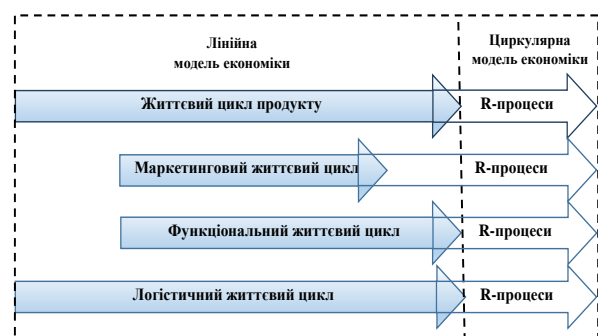 Лінійна
модель економіки
Циркулярна
модель економіки
Життєвий цикл продукту
R-процеси
Маркетинговий життєвий цикл
R-процеси
Функціональний життєвий цикл
R-процеси
Логістичний життєвий цикл
R-процеси